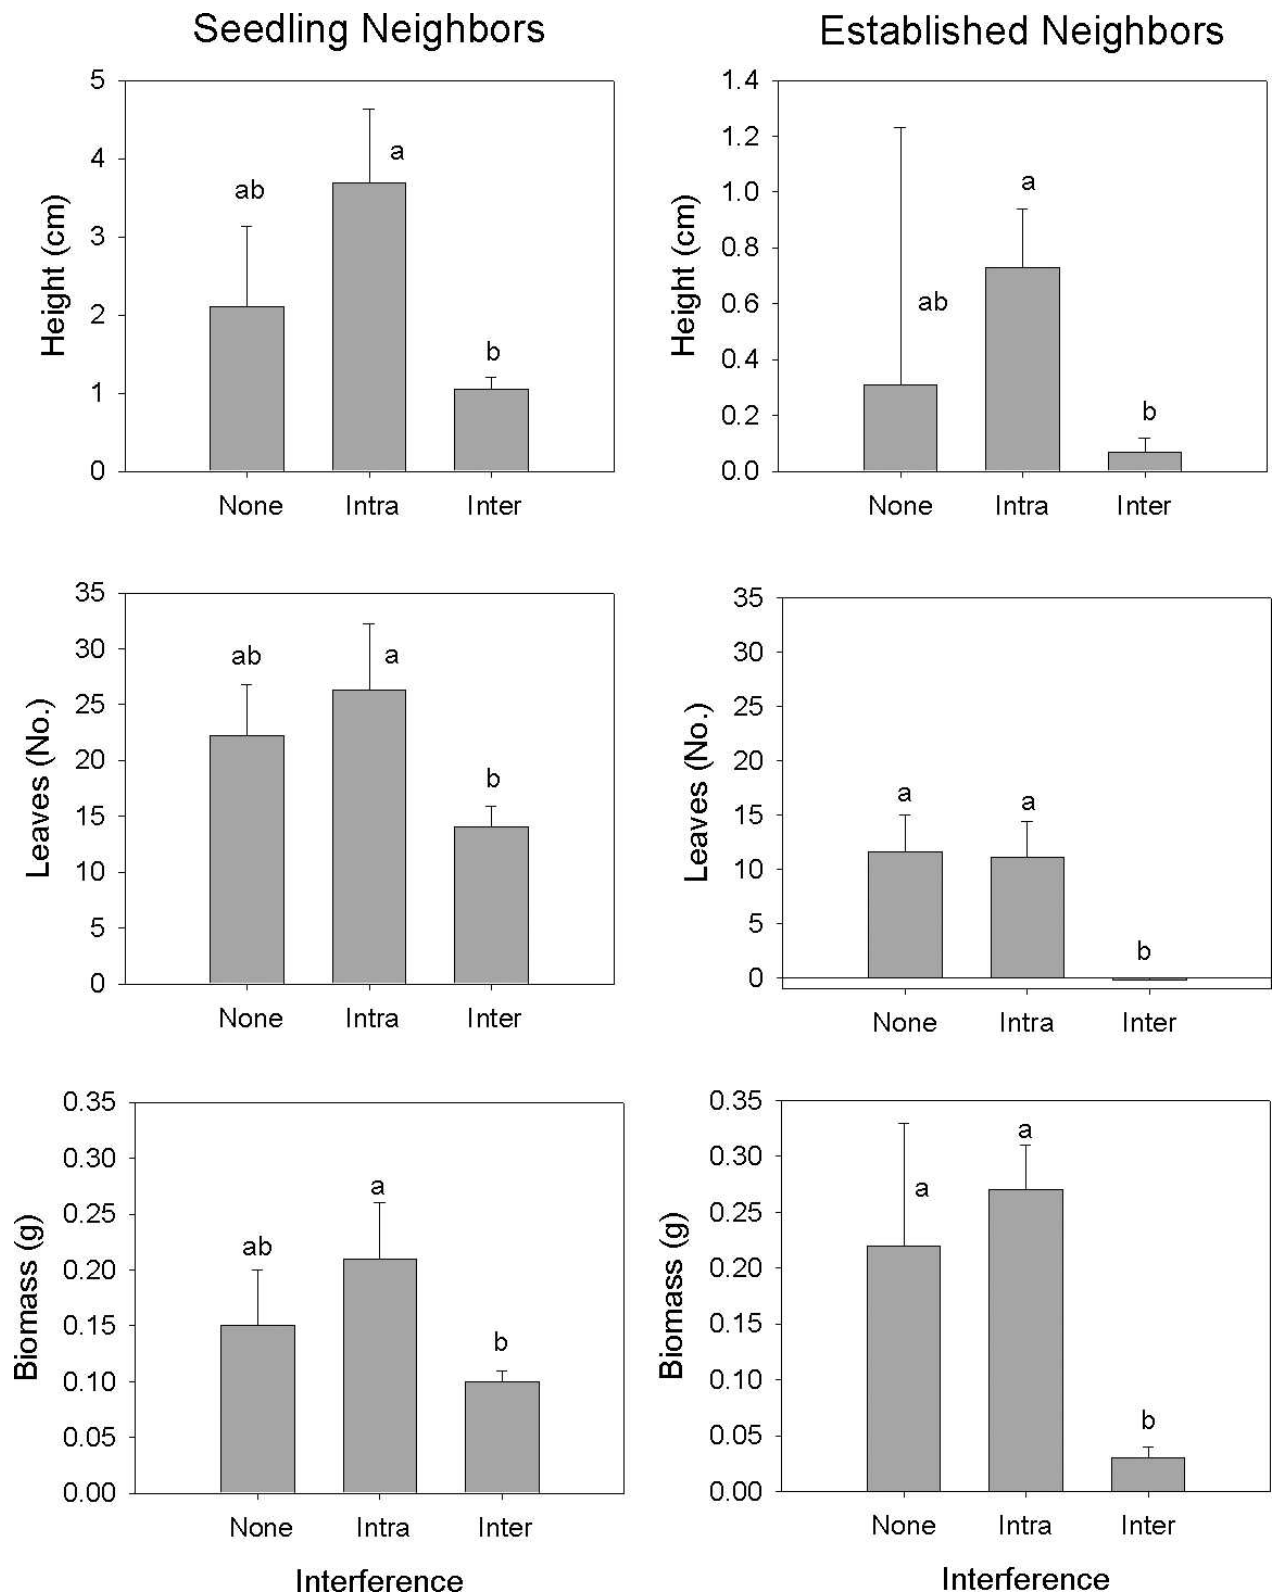 Seedling Neighbors
Established Neighbors
5
4
3
2
1
0
Height (cm)
ab
a
b
None Intra Inter
1.4
1.2
1.0
0.8
0.6
0.4
0.2
0.0
Height (cm)
ab
a
b
None Intra Inter
35
30
25
20
15
10
5
0
Leaves (No.)
ab
a
b
None Intra Inter
35
30
25
20
15
10
5
0
Leaves (No.)
a
a
b
None Intra Inter
0.35
0.30
0.25
0.20
0.15
0.10
0.05
0.00
Biomass (g)
ab
a
b
None Intra Inter
Interference
0.35
0.30
0.25
0.20
0.15
0.10
0.05
0.00
Biomass (g)
a
a
b
None Intra Inter
Interference